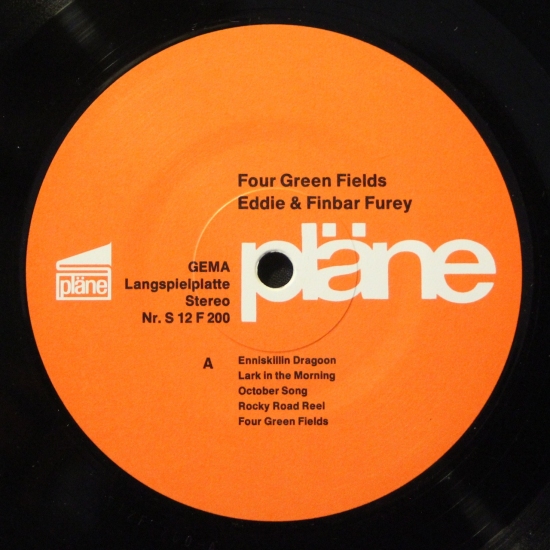 Four Green Fields
Eddie & Finbar Furey
pläne
pläne
GEMA
Langspielplatte
Stereo
Nr. S 12 F 200
A
Enniskillin Dragoon
Lark in the Morning
October Song
Rocky Road Reel
Four Green Fields